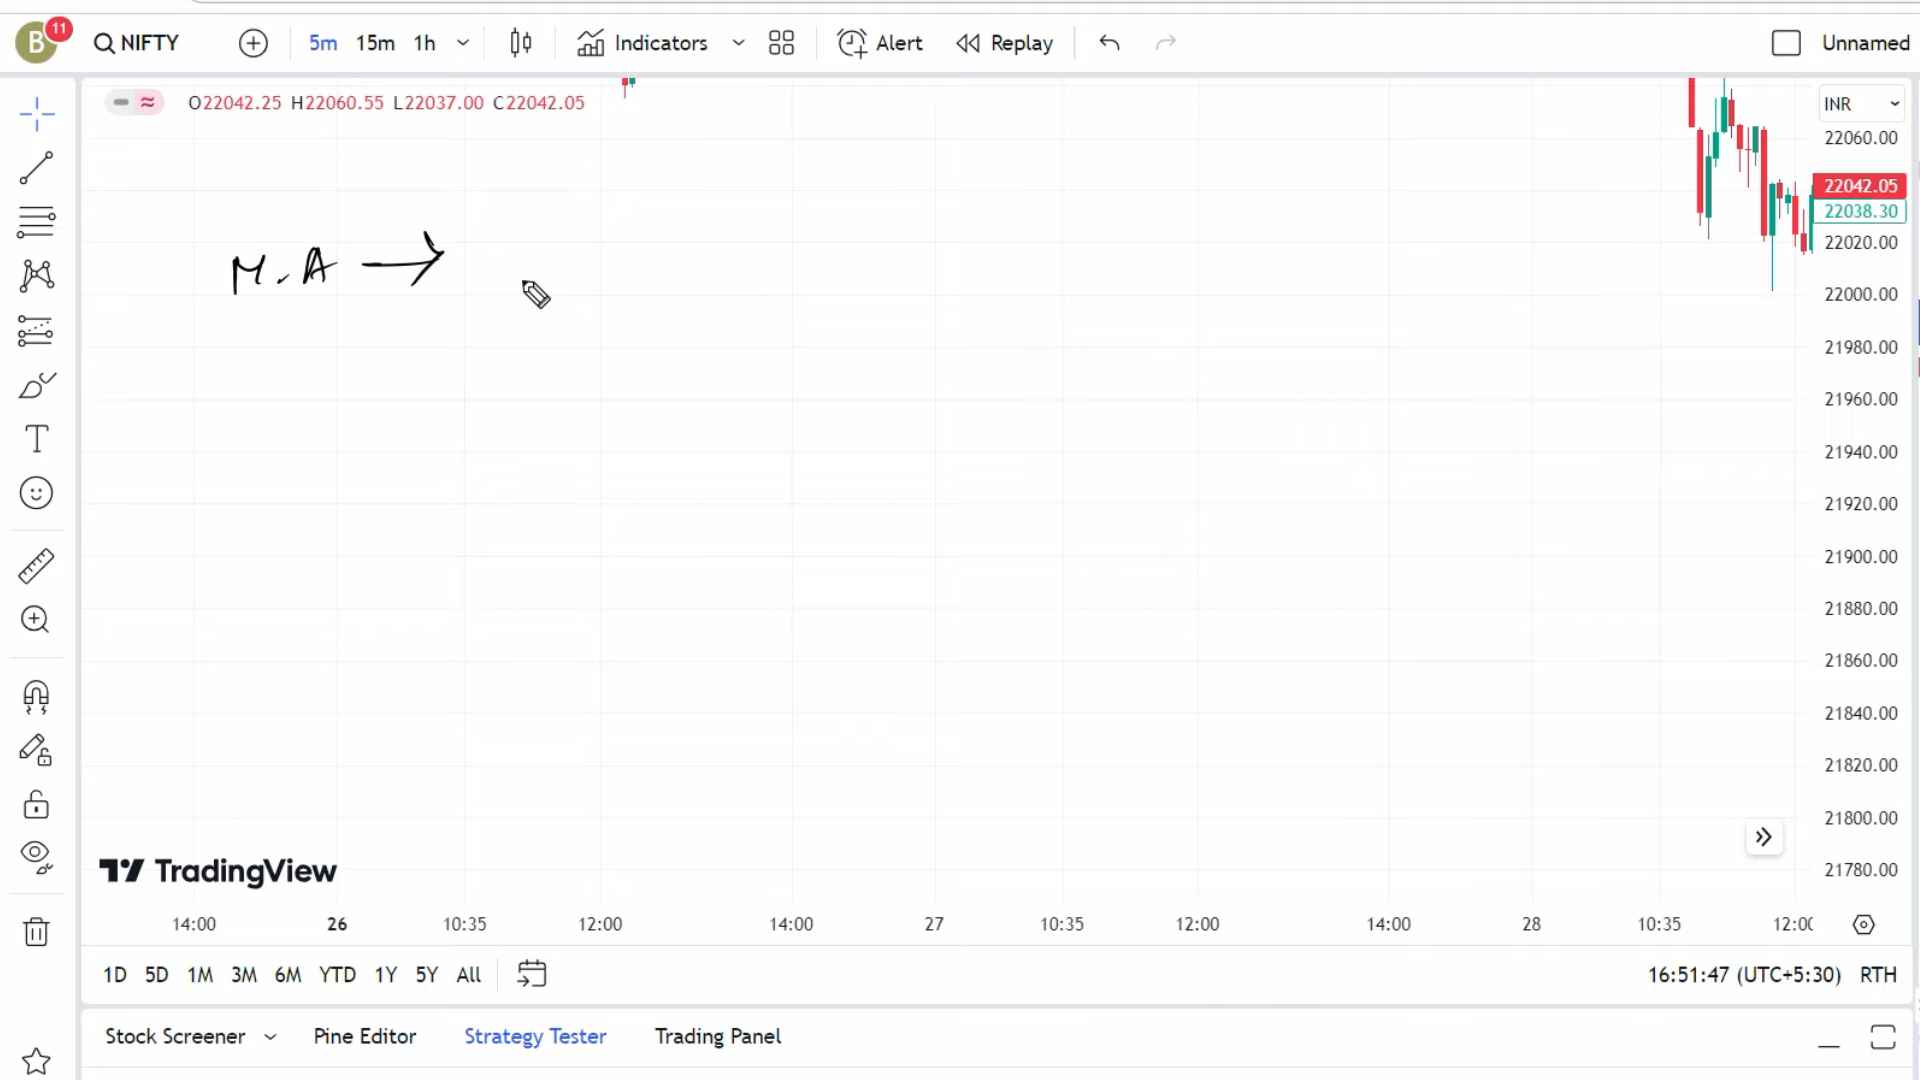 B 11 NIFTY 5m 15m 1h Indicators Alert Replay Unnamed
O22042.25 H22060.55 L22037.00 C22042.05
INR
22060.00
22042.05
22038.30
22020.00
22000.00
21980.00
21960.00
21940.00
21920.00
21900.00
21880.00
21860.00
21840.00
21820.00
21800.00
21780.00
M.A →
TradingView
14:00 26 10:35 12:00 14:00 27 10:35 12:00 14:00 28 10:35 12:00
1D 5D 1M 3M 6M YTD 1Y 5Y All 16:51:47 (UTC+5:30) RTH
Stock Screener Pine Editor Strategy Tester Trading Panel